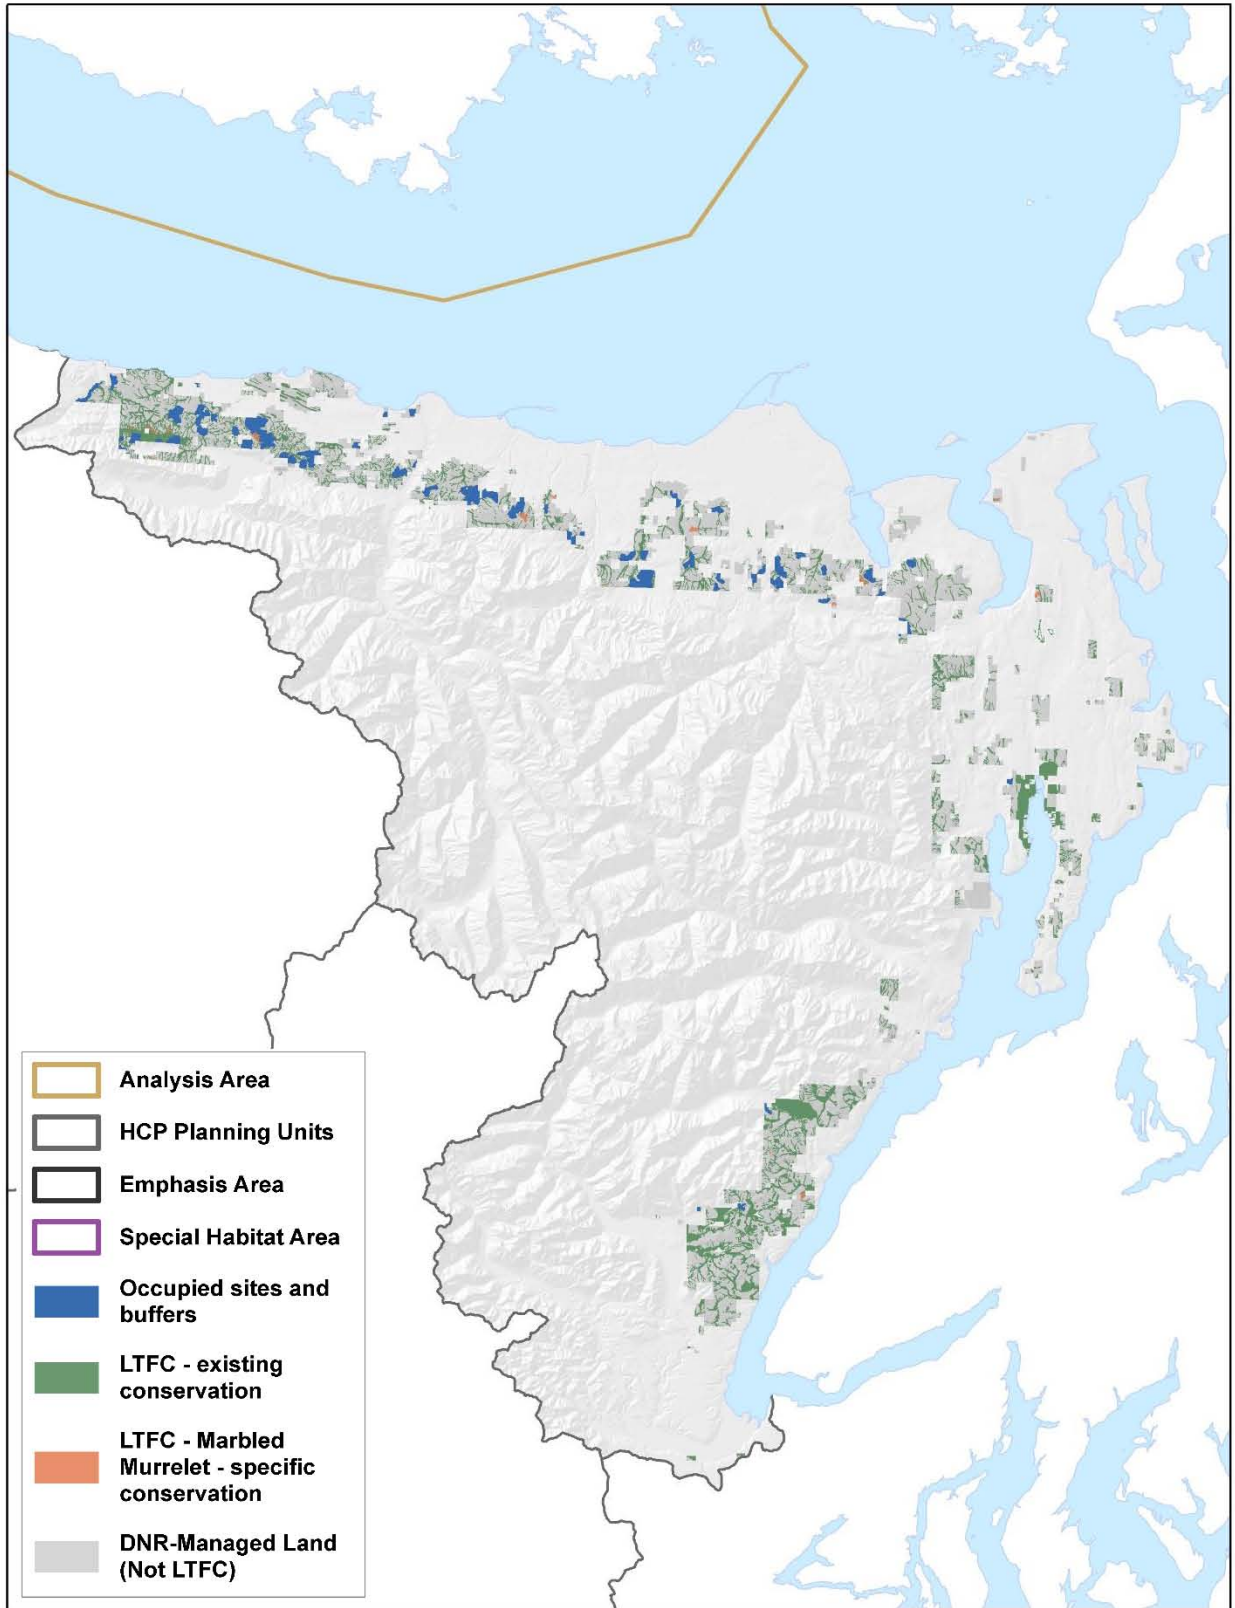 Analysis Area
HCP Planning Units
Emphasis Area
Special Habitat Area
Occupied sites and
buffers
LTFC - existing
conservation
LTFC - Marbled
Murrelet - specific
conservation
DNR-Managed Land
(Not LTFC)